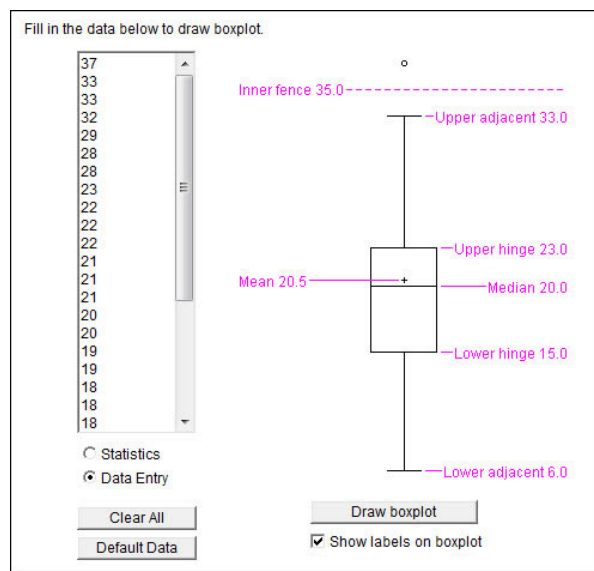 Fill in the data below to draw boxplot.
37
33
33
32
29
28
28
23
22
22
22
21
21
21
20
20
19
19
18
18
18
Statistics
Data Entry
Clear All
Default Data
Inner fence 35.0
Upper adjacent 33.0
Upper hinge 23.0
Mean 20.5
Median 20.0
Lower hinge 15.0
Lower adjacent 6.0
Draw boxplot
Show labels on boxplot